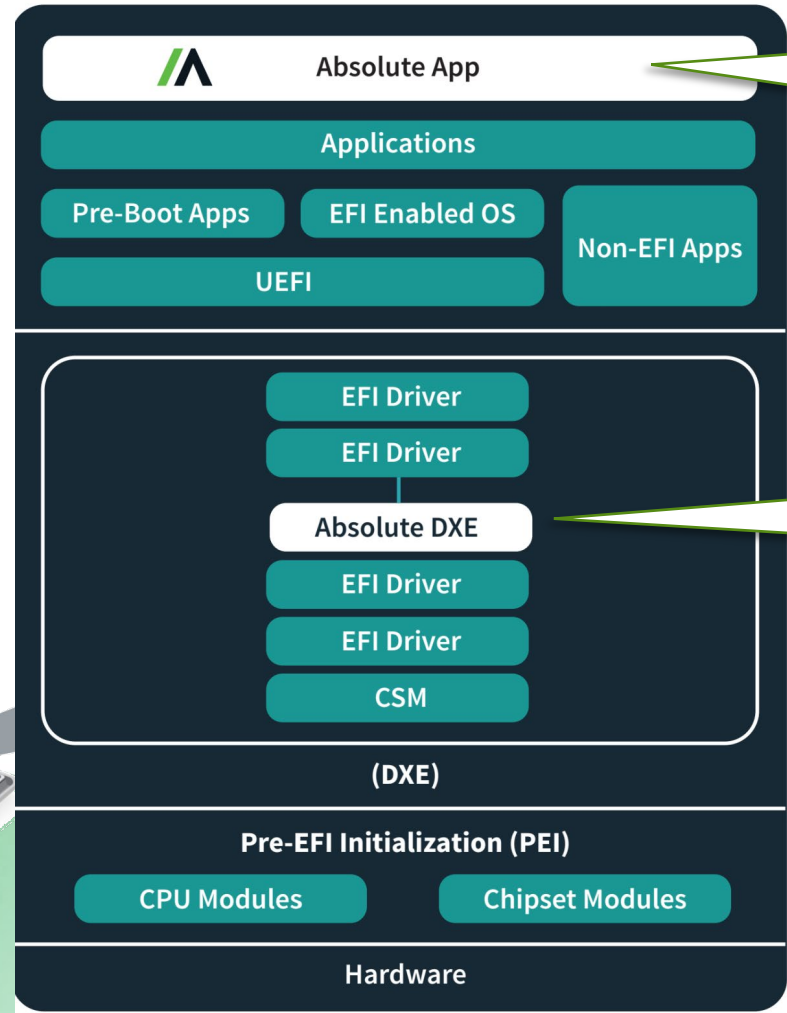 Absolute App
Applications
Pre-Boot Apps
EFI Enabled OS
Non-EFI Apps
UEFI
EFI Driver
EFI Driver
Absolute DXE
EFI Driver
EFI Driver
CSM
(DXE)
Pre-EFI Initialization (PEI)
CPU Modules
Chipset Modules
Hardware